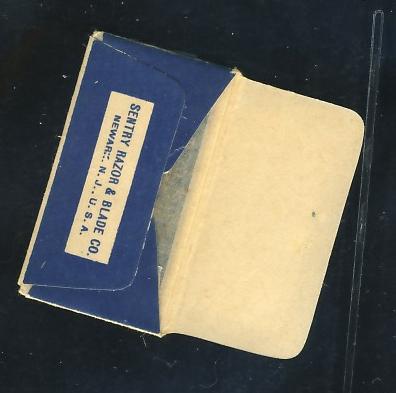 SENTRY RAZOR & BLADE CO.
NEWARK, N. J., U. S. A.